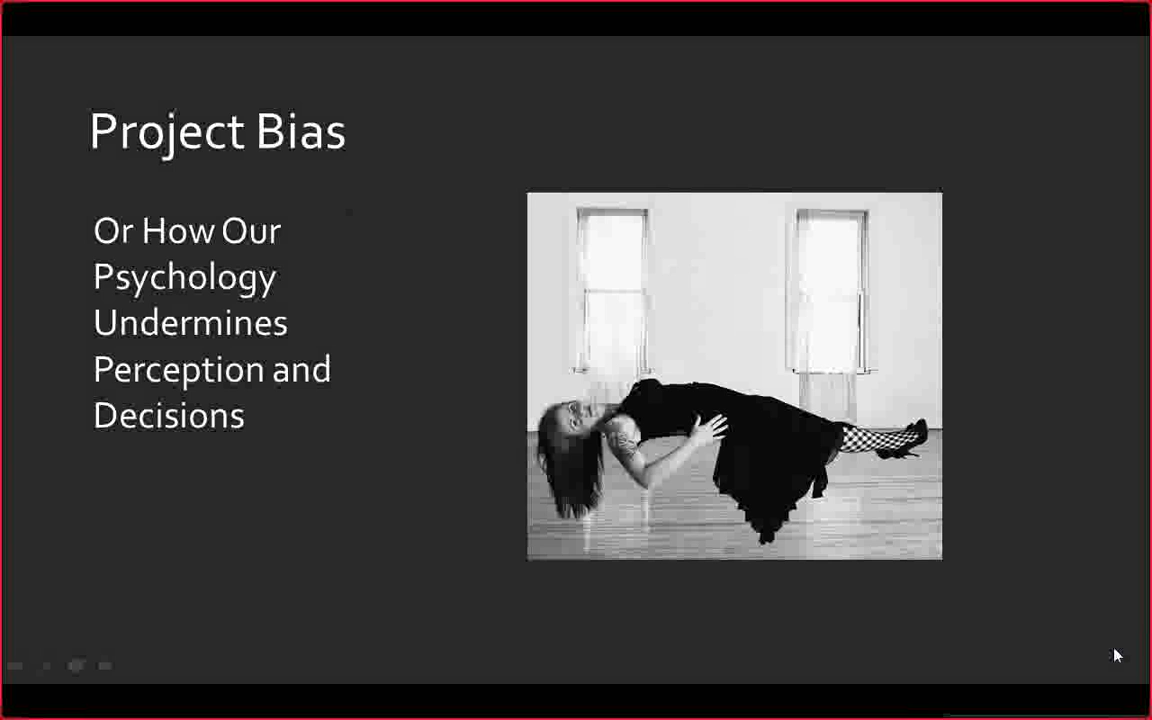 Project Bias
Or How Our
Psychology
Undermines
Perception and
Decisions